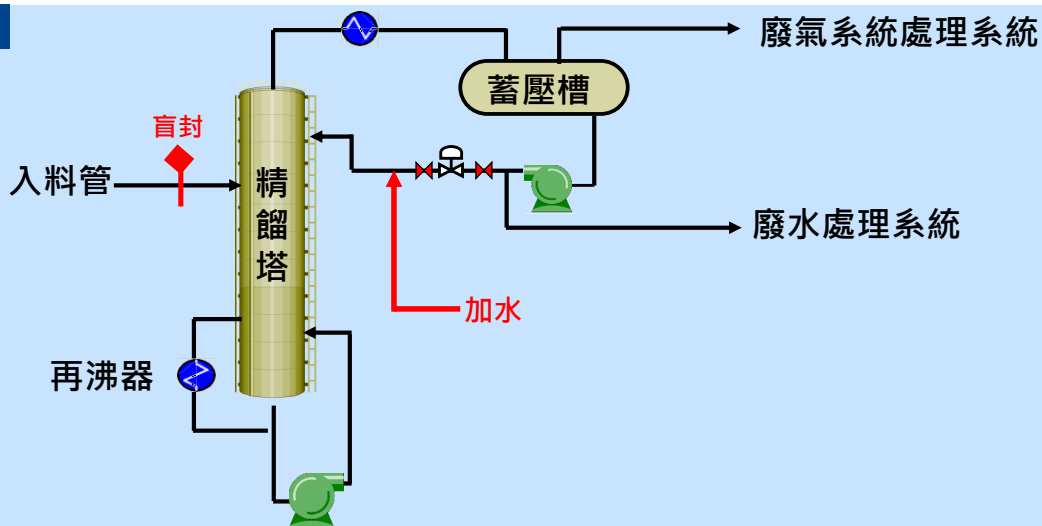 廢氣系統處理系統
蓄壓槽
盲封
入料管
精
餾
塔
廢水處理系統
加水
再沸器